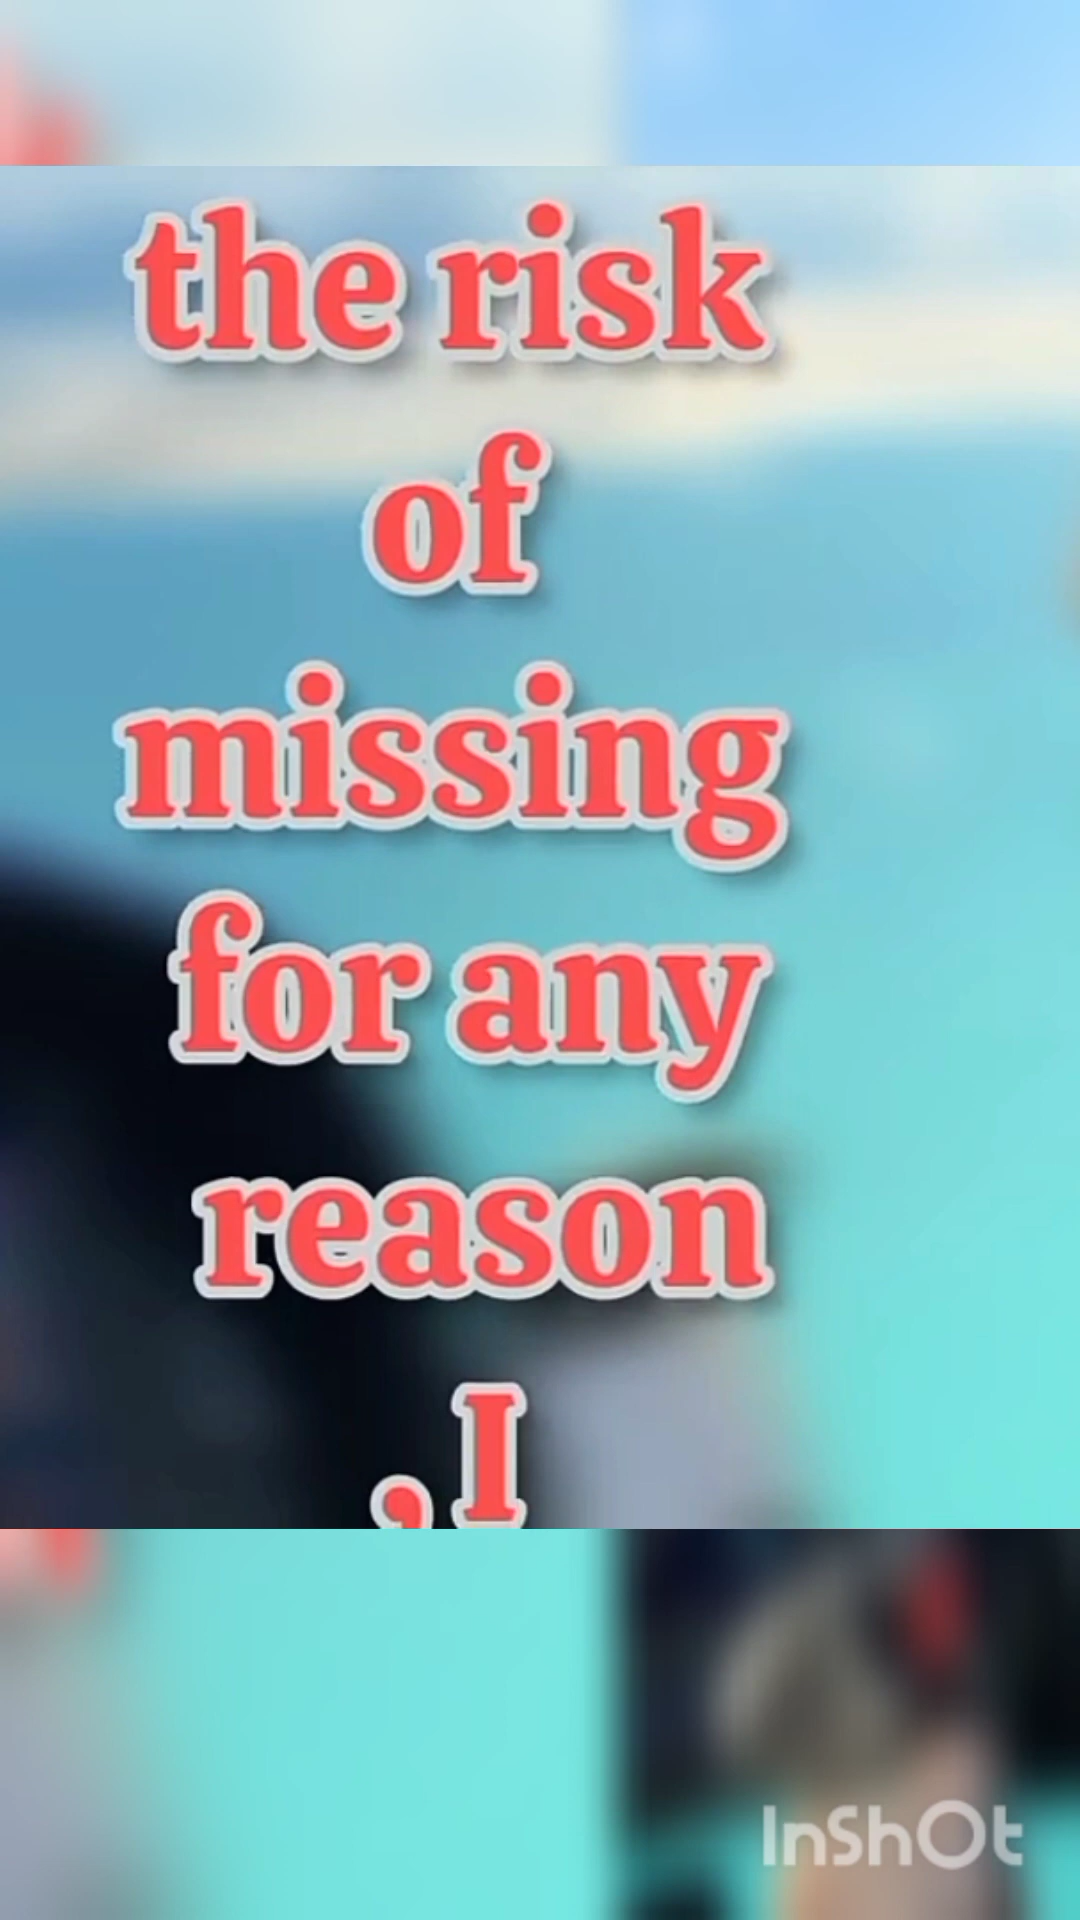 the risk
of
missing
for any
reason
, I
InShOt